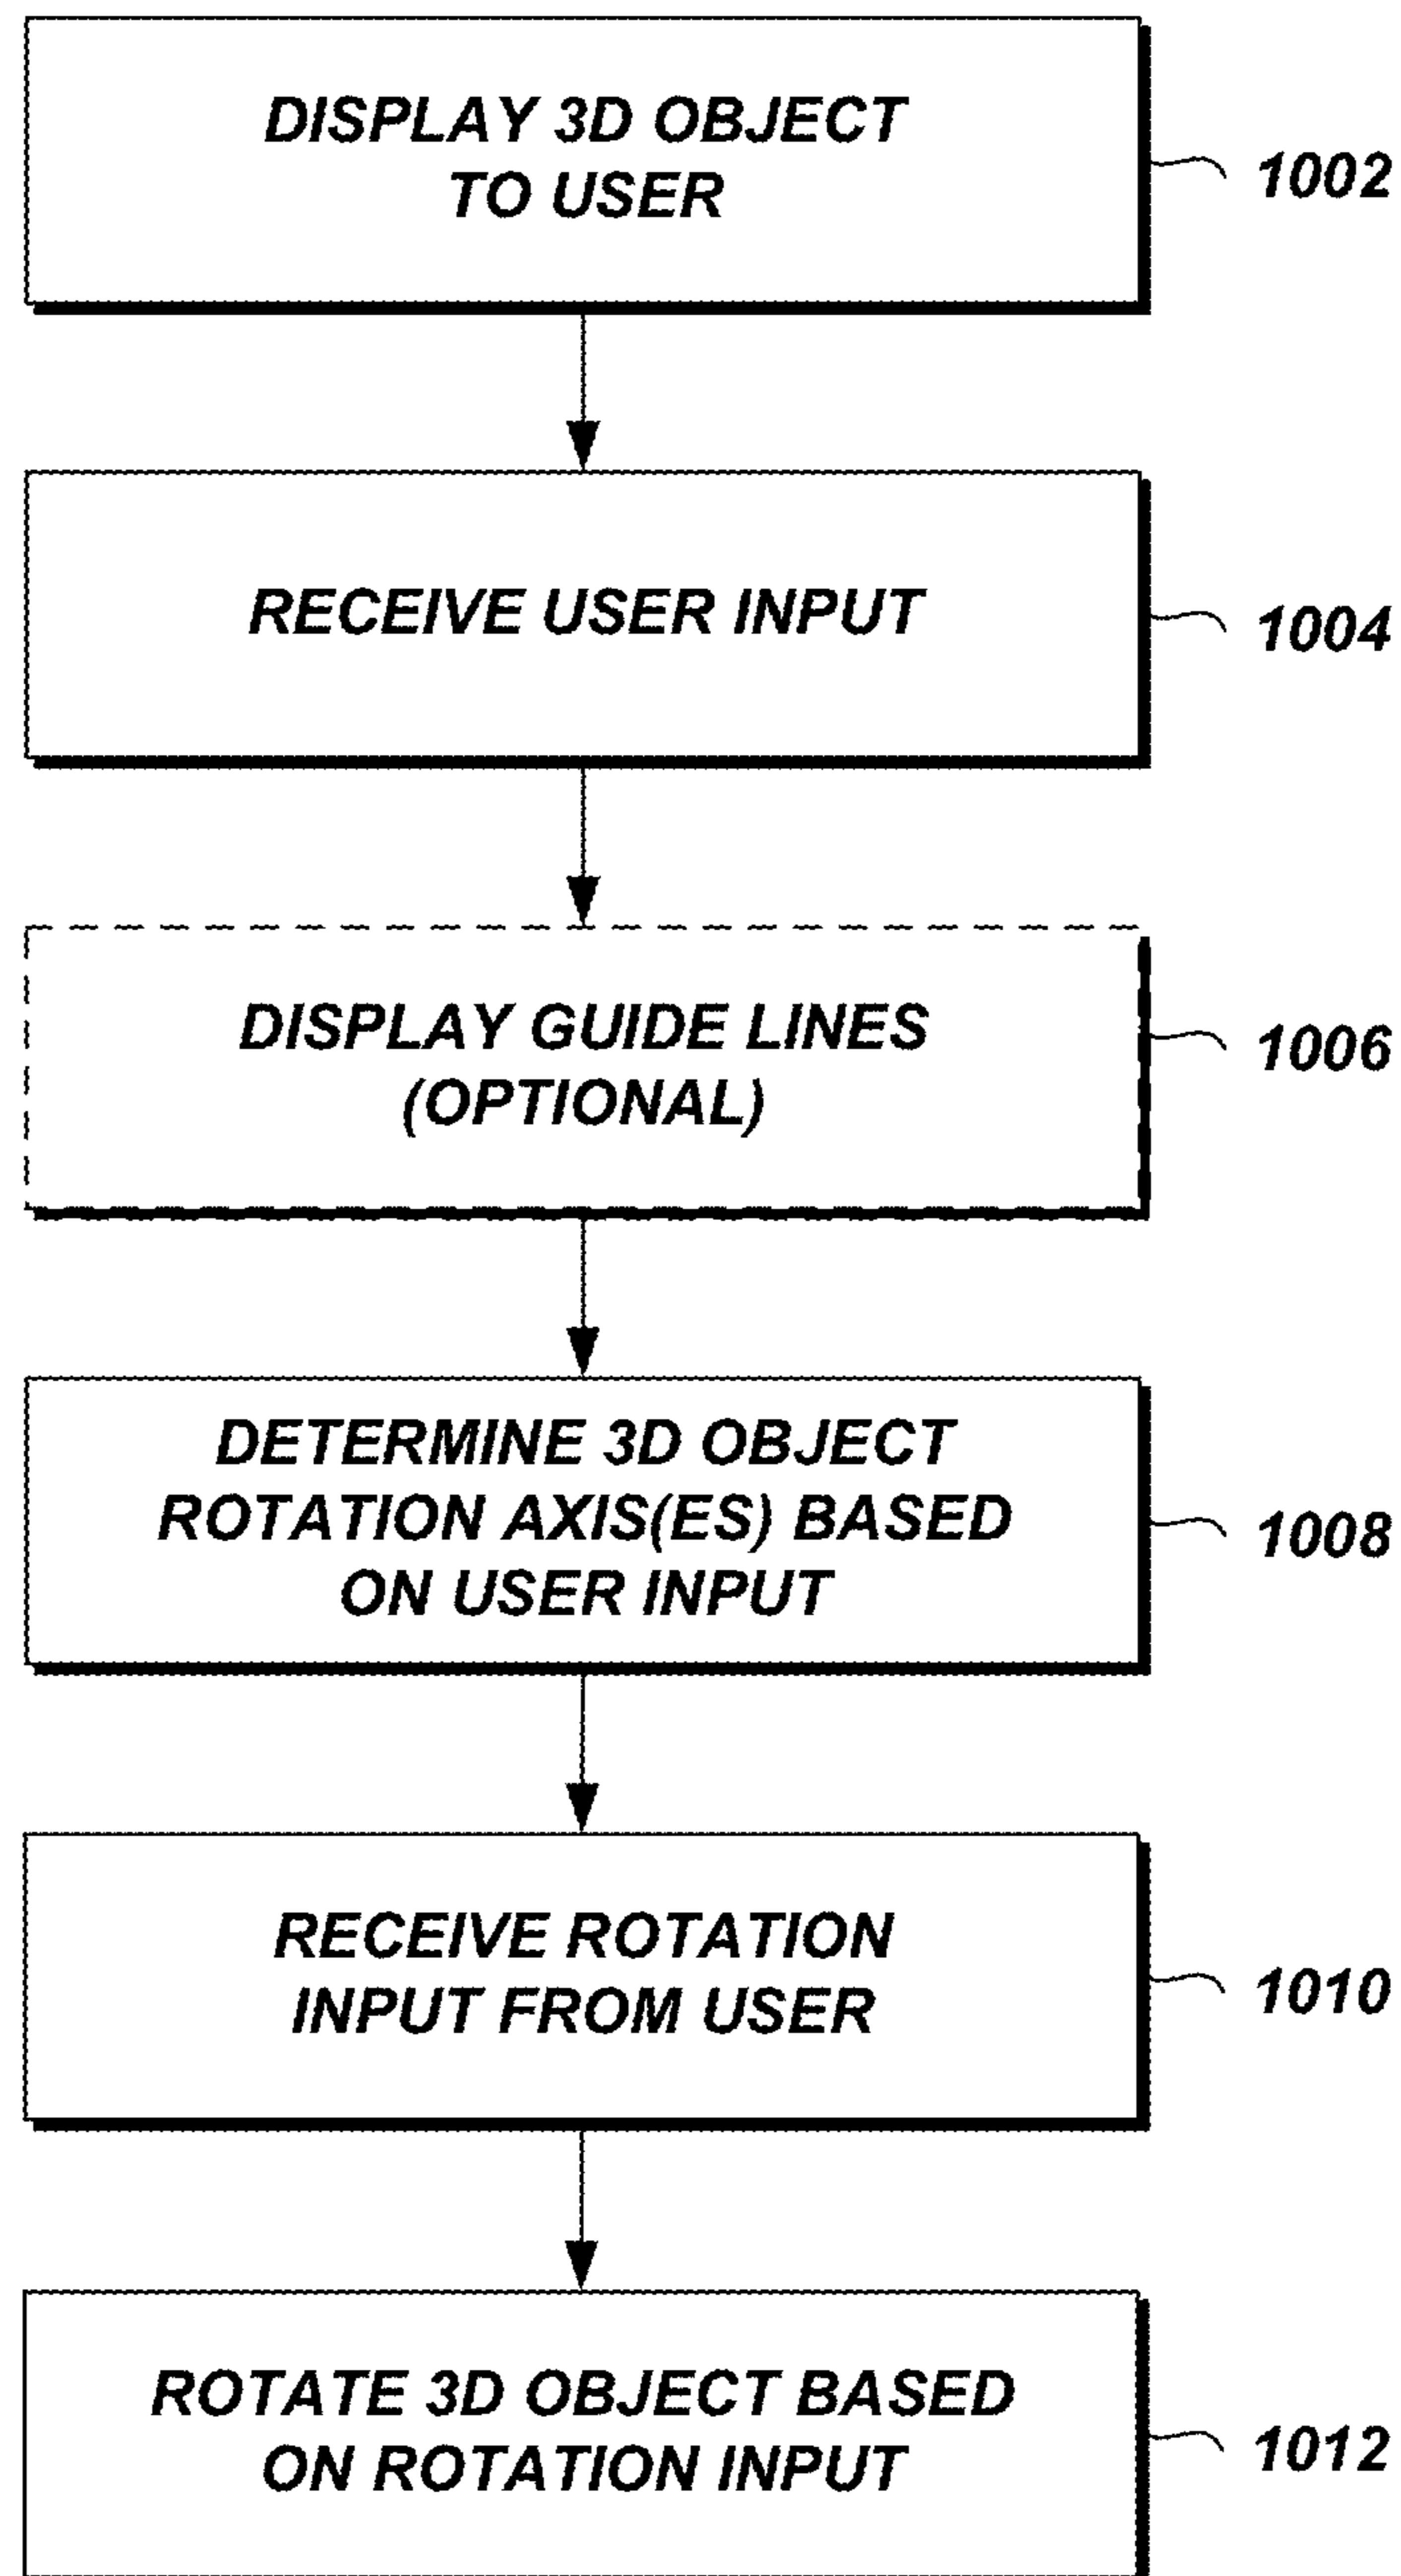 DISPLAY 3D OBJECT
TO USER
1002
RECEIVE USER INPUT
1004
DISPLAY GUIDE LINES
(OPTIONAL)
1006
DETERMINE 3D OBJECT
ROTATION AXIS(ES) BASED
ON USER INPUT
1008
RECEIVE ROTATION
INPUT FROM USER
1010
ROTATE 3D OBJECT BASED
ON ROTATION INPUT
1012